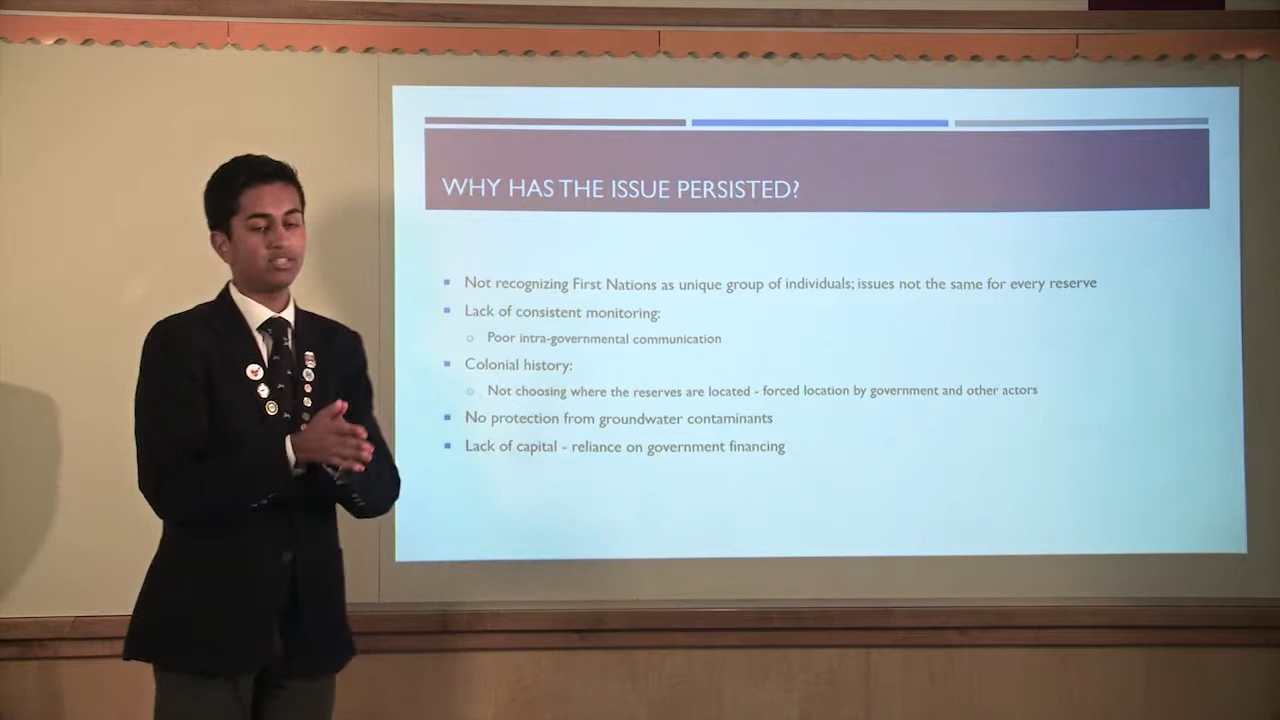 WHY HAS THE ISSUE PERSISTED?
Not recognizing First Nations as unique group of individuals; issues not the same for every reserve
Lack of consistent monitoring:
Poor intra-governmental communication
Colonial history:
Not choosing where the reserves are located - forced location by government and other actors
No protection from groundwater contaminants
Lack of capital - reliance on government financing